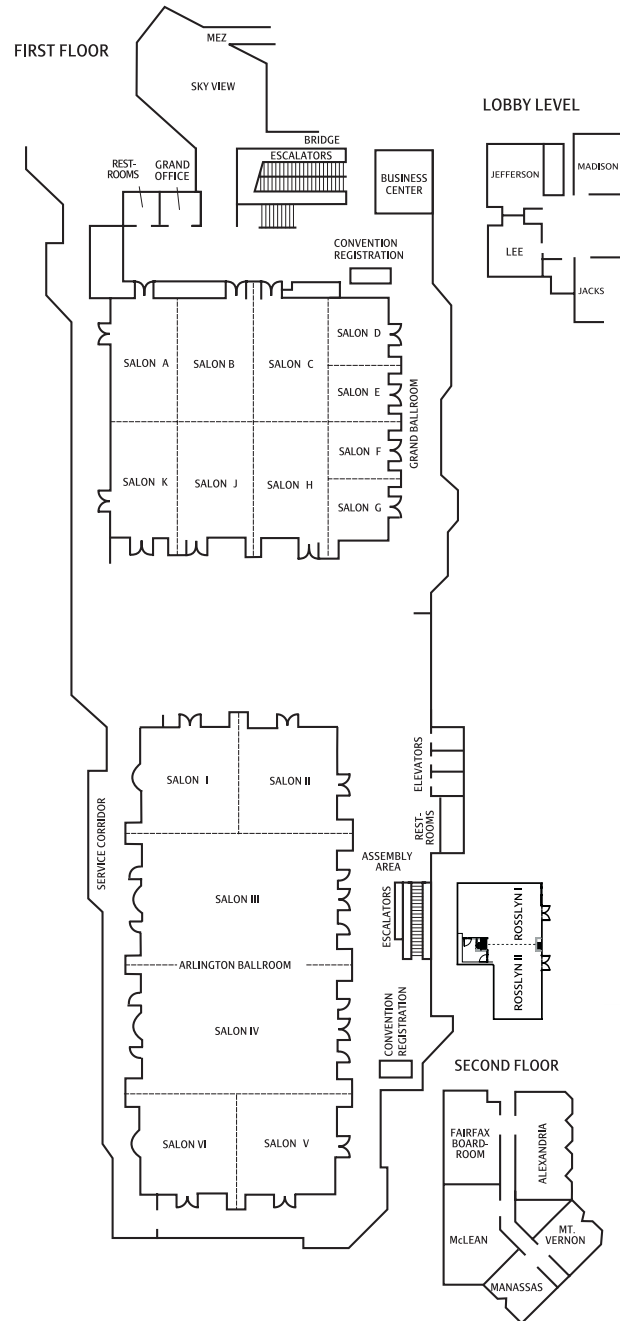 FIRST FLOOR
MEZ
SKY VIEW
BRIDGE
ESCALATORS
REST-
ROOMS
GRAND
OFFICE
BUSINESS
CENTER
CONVENTION
REGISTRATION
SALON A
SALON B
SALON C
SALON D
SALON E
SALON F
SALON G
SALON K
SALON J
SALON H
GRAND BALLROOM
LOBBY LEVEL
JEFFERSON
MADISON
LEE
JACKS
SALON I
SALON II
ELEVATORS
REST-
ROOMS
SERVICE CORRIDOR
ASSEMBLY
AREA
SALON III
ESCALATORS
ARLINGTON BALLROOM
SALON IV
CONVENTION
REGISTRATION
SALON VI
SALON V
ROSSLYN I
ROSSLYN II
SECOND FLOOR
FAIRFAX
BOARD-
ROOM
ALEXANDRIA
McLEAN
MT.
VERNON
MANASSAS